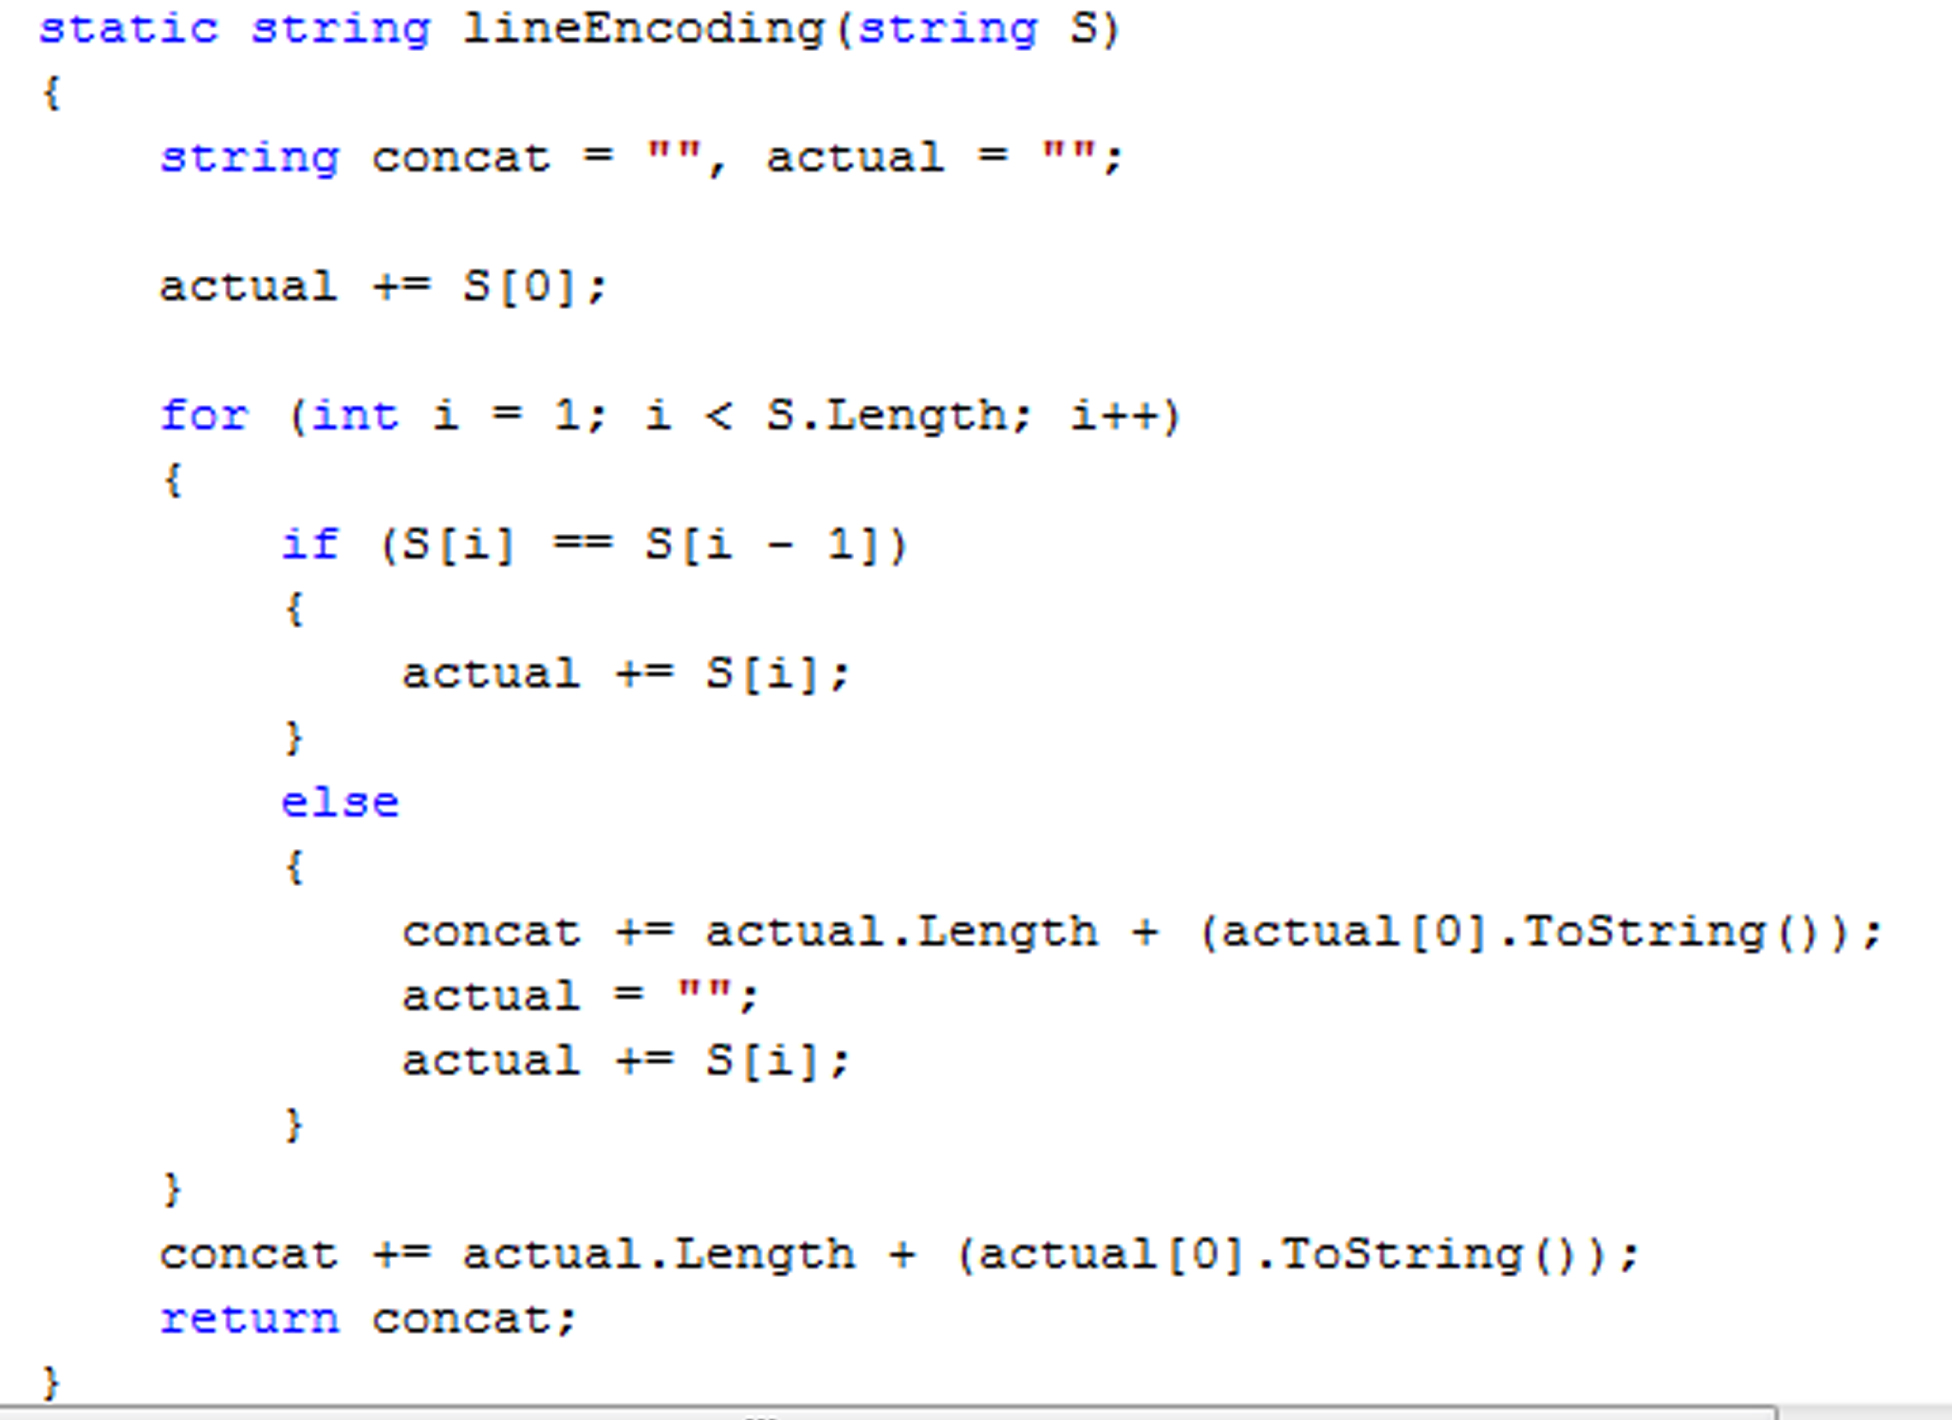 static string lineEncoding(string S)
{
    string concat = "", actual = "";
    actual += S[0];
    for (int i = 1; i < S.Length; i++)
    {
        if (S[i] == S[i - 1])
        {
            actual += S[i];
        }
        else
        {
            concat += actual.Length + (actual[0].ToString());
            actual = "";
            actual += S[i];
        }
    }
    concat += actual.Length + (actual[0].ToString());
    return concat;
}